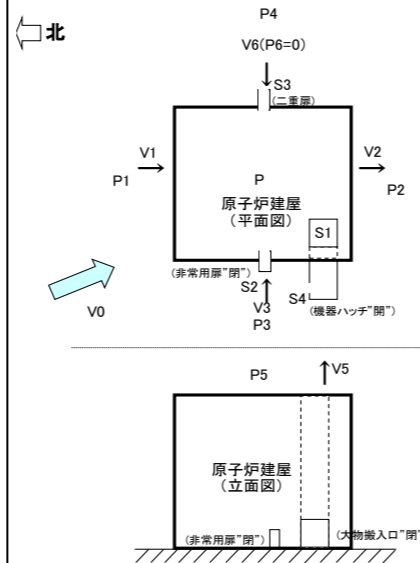 P4
北
V6(P6=0)
S3
(二重扉)
V1
V2
P1
P
P2
原子炉建屋
(平面図)
S1
(非常用扉"閉")
S2
S4
(機器ハッチ"開")
V3
P3
V0
P5
V5
原子炉建屋
(立面図)
(非常用扉"閉")
(大物搬入口"閉"